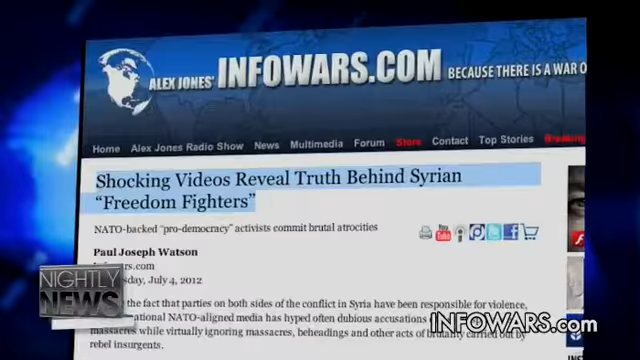 ALEX JONES' INFOWARS.COM BECAUSE THERE IS A WAR
Home Alex Jones Radio Show News Multimedia Forum Store Contact Top Stories Breaking
Shocking Videos Reveal Truth Behind Syrian
“Freedom Fighters”
NATO-backed “pro-democracy” activists commit brutal atrocities
Paul Joseph Watson
Infowars.com
July 4, 2012
the fact that parties on both sides of the conflict in Syria have been responsible for violence,
NATO-aligned media has hyped often dubious accusations
massacres while virtually ignoring massacres, beheadings and other acts of brutality carried out by
rebel insurgents.
NIGHTLY
NEWS
INFOWARS.com